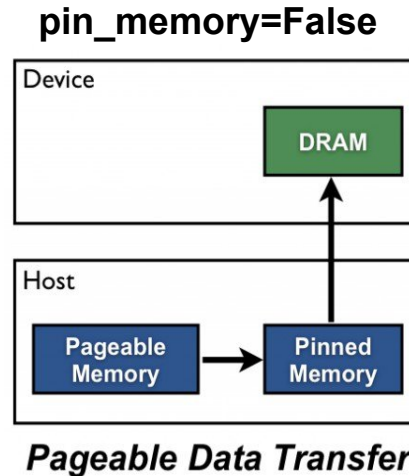 pin_memory=False
Device
DRAM
Host
Pageable
Memory
Pinned
Memory
Pageable Data Transfer